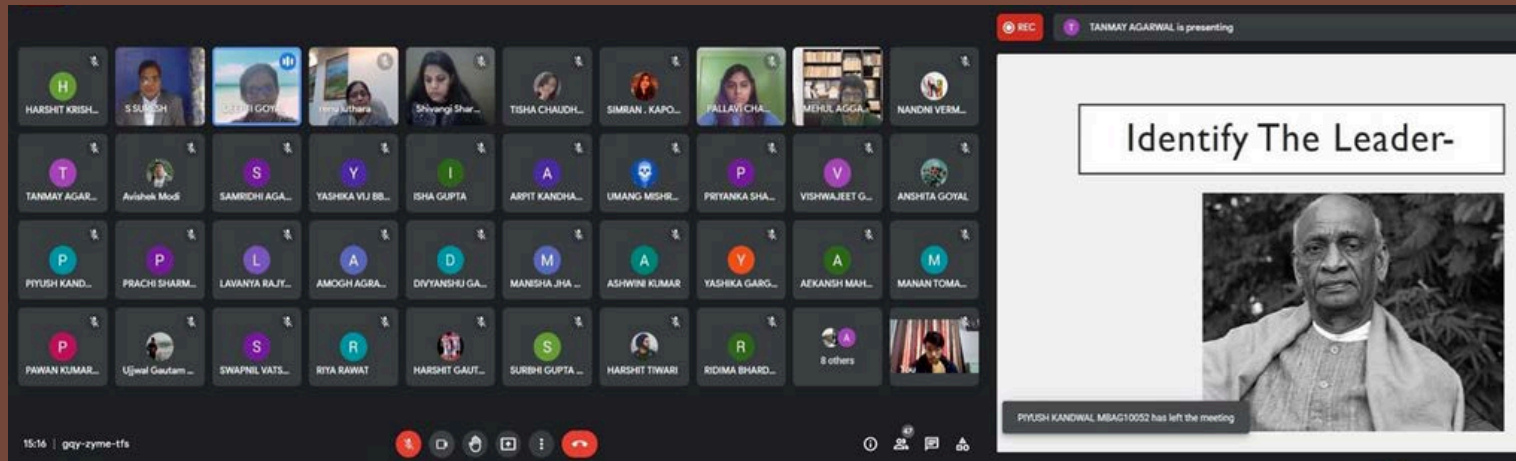 H
HARSHIT KRISH...
S SURESH
DEEPTI GOYA...
renu luthara
Shivangi Shar...
TISHA CHAUDH...
SIMRAN . KAPO...
PALLAVI CHA...
MEHUL AGGA...
NANDNI VERM...
T
TANMAY AGAR...
Avishek Modi
S
SAMRIDHI AGA...
Y
YASHIKA VIJ BB...
I
ISHA GUPTA
A
ARPIT KANDHA...
UMANG MISHR...
P
PRIYANKA SHA...
V
VISHWAJEET G...
ANSHITA GOYAL
P
PIYUSH KAND...
P
PRACHI SHARM...
L
LAVANYA RAJY...
A
AMOGH AGRA...
D
DIVYANSHU GA...
M
MANISHA JHA ...
A
ASHWINI KUMAR
Y
YASHIKA GARG...
A
AEKANSH MAH...
M
MANAN TOMA...
P
PAWAN KUMAR...
Ujjwal Gautam ...
S
SWAPNIL VATS...
R
RIYA RAWAT
HARSHIT GAUT...
S
SURBHI GUPTA ...
HARSHIT TIWARI
R
RIDIMA BHARD...
A
8 others
You
15:16 | gqy-zyme-tfs
47
REC
T
TANMAY AGARWAL is presenting
Identify The Leader-
PIYUSH KANDWAL MBAG10052 has left the meeting